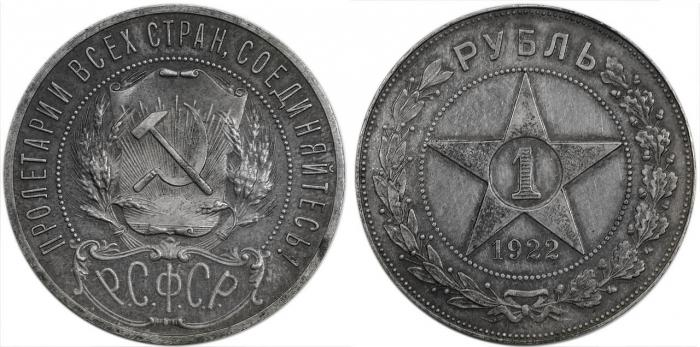 ПРОЛЕТАРИИ ВСЕХ СТРАН, СОЕДИНЯЙТЕСЬ!
Р.С.Ф.С.Р.
РУБЛЬ
1
1922